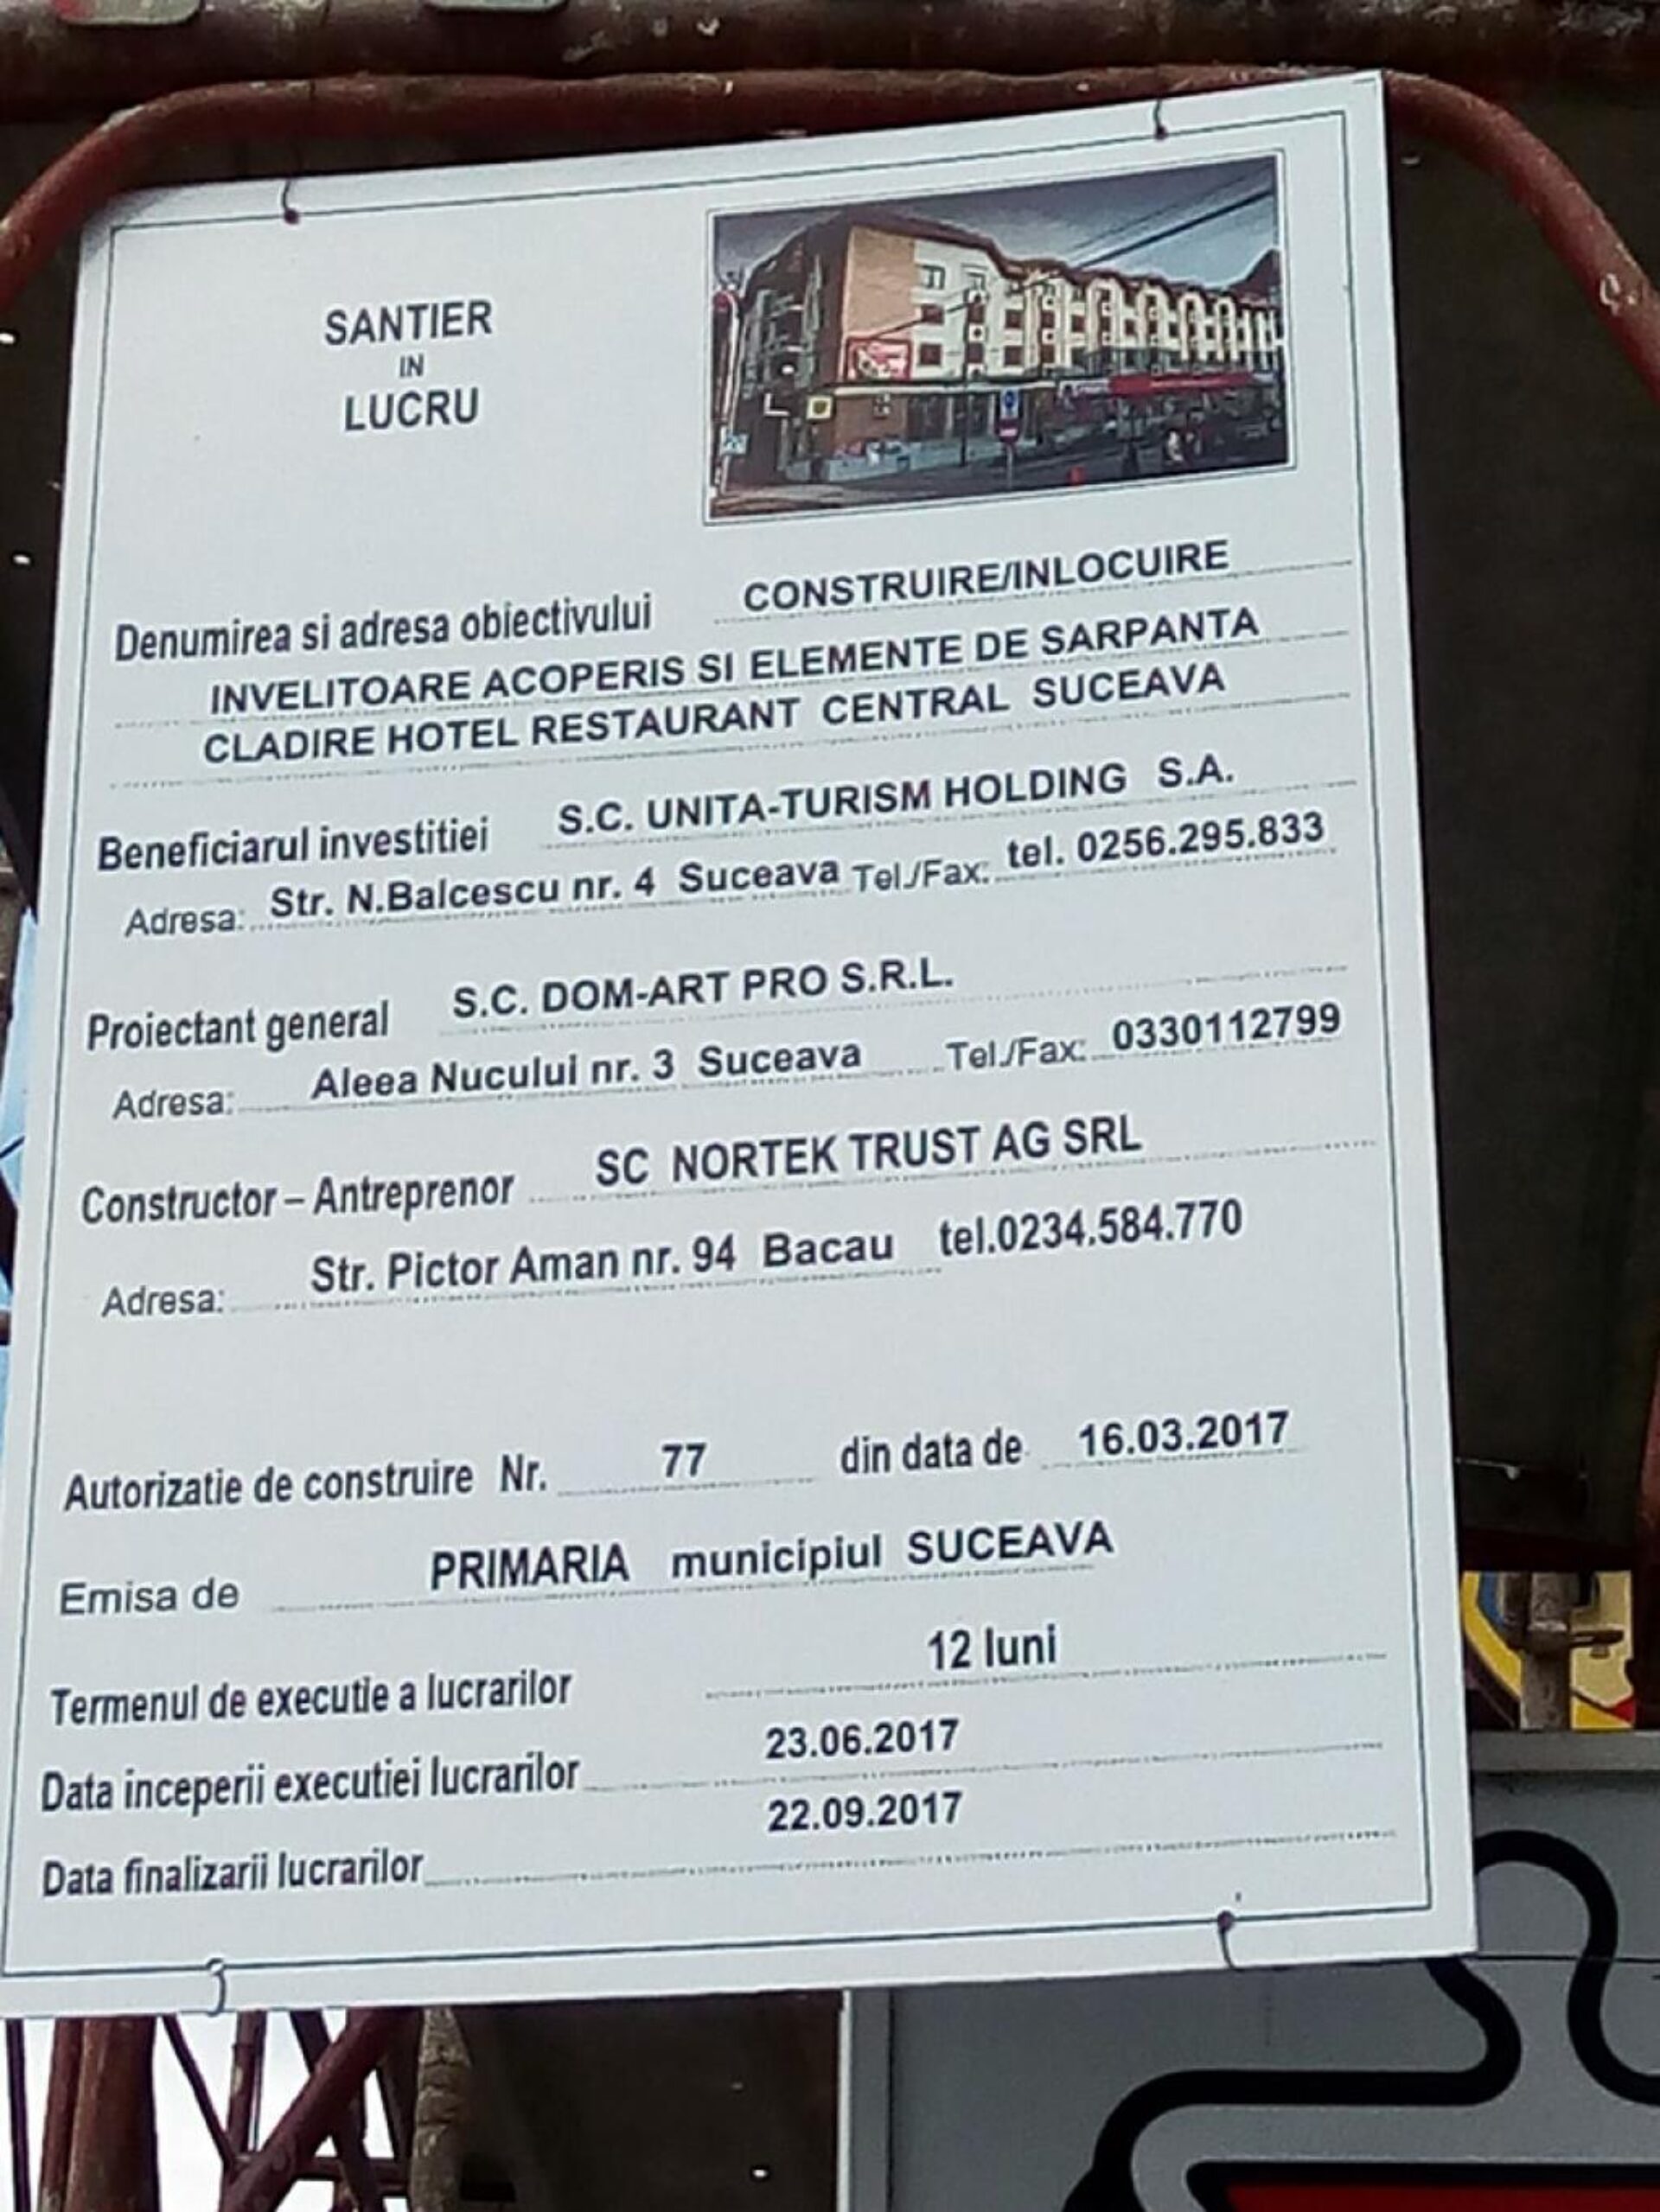 SANTIER
IN
LUCRU
Denumirea si adresa obiectivului CONSTRUIRE/INLOCUIRE
INVELITOARE ACOPERIS SI ELEMENTE DE SARPANTA
CLADIRE HOTEL RESTAURANT CENTRAL SUCEAVA
Beneficiarul investitiei S.C. UNITA-TURISM HOLDING S.A.
Adresa: Str. N.Balcescu nr. 4 Suceava Tel./Fax: tel. 0256.295.833
Proiectant general S.C. DOM-ART PRO S.R.L.
Adresa: Aleea Nucului nr. 3 Suceava Tel./Fax: 0330112799
Constructor – Antreprenor SC NORTEK TRUST AG SRL
Adresa: Str. Pictor Aman nr. 94 Bacau tel.0234.584.770
Autorizatie de construire Nr. 77 din data de 16.03.2017
Emisa de PRIMARIA municipiul SUCEAVA
Termenul de executie a lucrarilor 12 luni
Data inceperii executiei lucrarilor 23.06.2017
Data finalizarii lucrarilor 22.09.2017